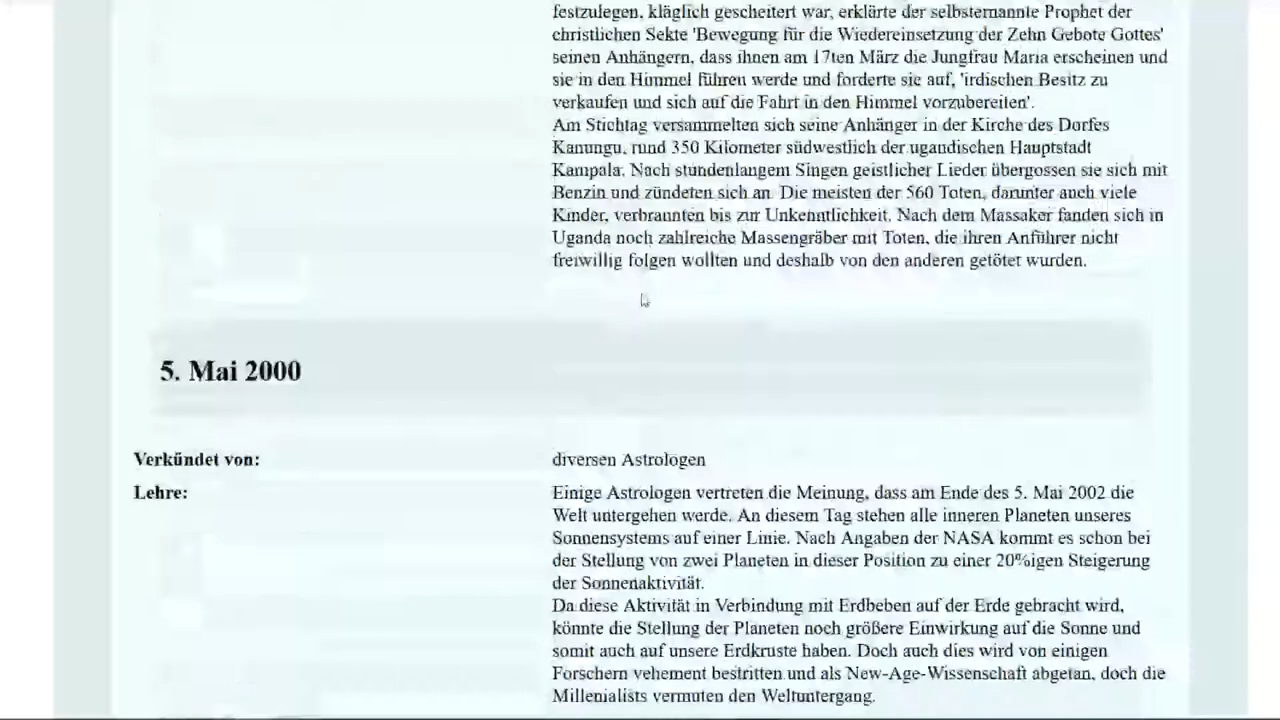 festzulegen, kläglich gescheitert war, erklärte der selbsternannte Prophet der
christlichen Sekte 'Bewegung für die Wiedereinsetzung der Zehn Gebote Gottes'
seinen Anhängern, dass ihnen am 17ten März die Jungfrau Maria erscheinen und
sie in den Himmel führen werde und forderte sie auf, 'irdischen Besitz zu
verkaufen und sich auf die Fahrt in den Himmel vorzubereiten'.
Am Stichtag versammelten sich seine Anhänger in der Kirche des Dorfes
Kanungu, rund 350 Kilometer südwestlich der ugandischen Hauptstadt
Kampala. Nach stundenlangem Singen geistlicher Lieder übergossen sie sich mit
Benzin und zündeten sich an. Die meisten der 560 Toten, darunter auch viele
Kinder, verbrannten bis zur Unkenntlichkeit. Nach dem Massaker fanden sich in
Uganda noch zahlreiche Massengräber mit Toten, die ihren Anführer nicht
freiwillig folgen wollten und deshalb von den anderen getötet wurden.
5. Mai 2000
Verkündet von: diversen Astrologen
Lehre: Einige Astrologen vertreten die Meinung, dass am Ende des 5. Mai 2002 die
Welt untergehen werde. An diesem Tag stehen alle inneren Planeten unseres
Sonnensystems auf einer Linie. Nach Angaben der NASA kommt es schon bei
der Stellung von zwei Planeten in dieser Position zu einer 20%igen Steigerung
der Sonnenaktivität.
Da diese Aktivität in Verbindung mit Erdbeben auf der Erde gebracht wird,
könnte die Stellung der Planeten noch größere Einwirkung auf die Sonne und
somit auch auf unsere Erdkruste haben. Doch auch dies wird von einigen
Forschern vehement bestritten und als New-Age-Wissenschaft abgetan, doch die
Millenialists vermuten den Weltuntergang.